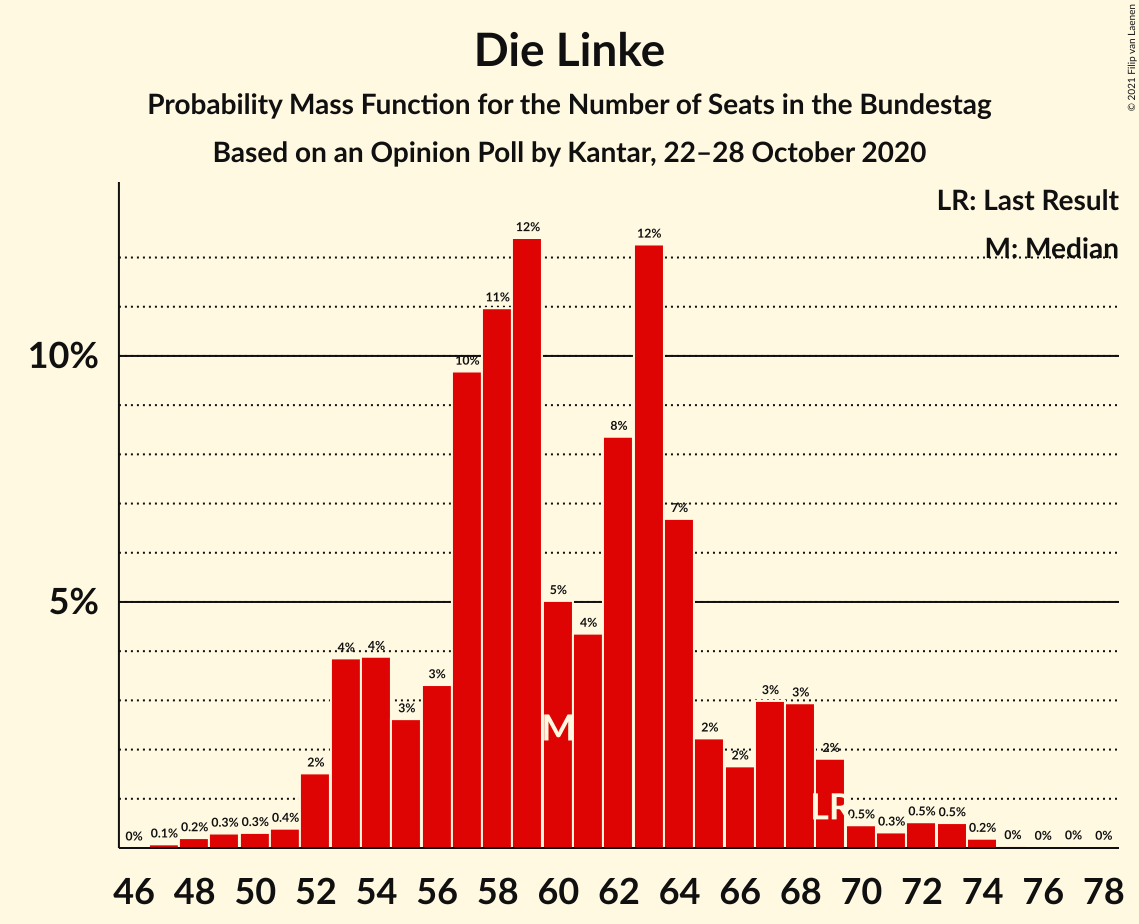 Die Linke
Probability Mass Function for the Number of Seats in the Bundestag
Based on an Opinion Poll by Kantar, 22–28 October 2020
© 2021 Filip van Laenen
LR: Last Result
M: Median
10%
5%
0% 0.1% 0.2% 0.3% 0.3% 0.4% 2% 4% 4% 3% 3% 10% 11% 12% 5% 4% 8% 12% 7% 2% 2% 3% 3% 2% 0.5% 0.3% 0.5% 0.5% 0.2% 0% 0% 0% 0%
M
LR
46 48 50 52 54 56 58 60 62 64 66 68 70 72 74 76 78